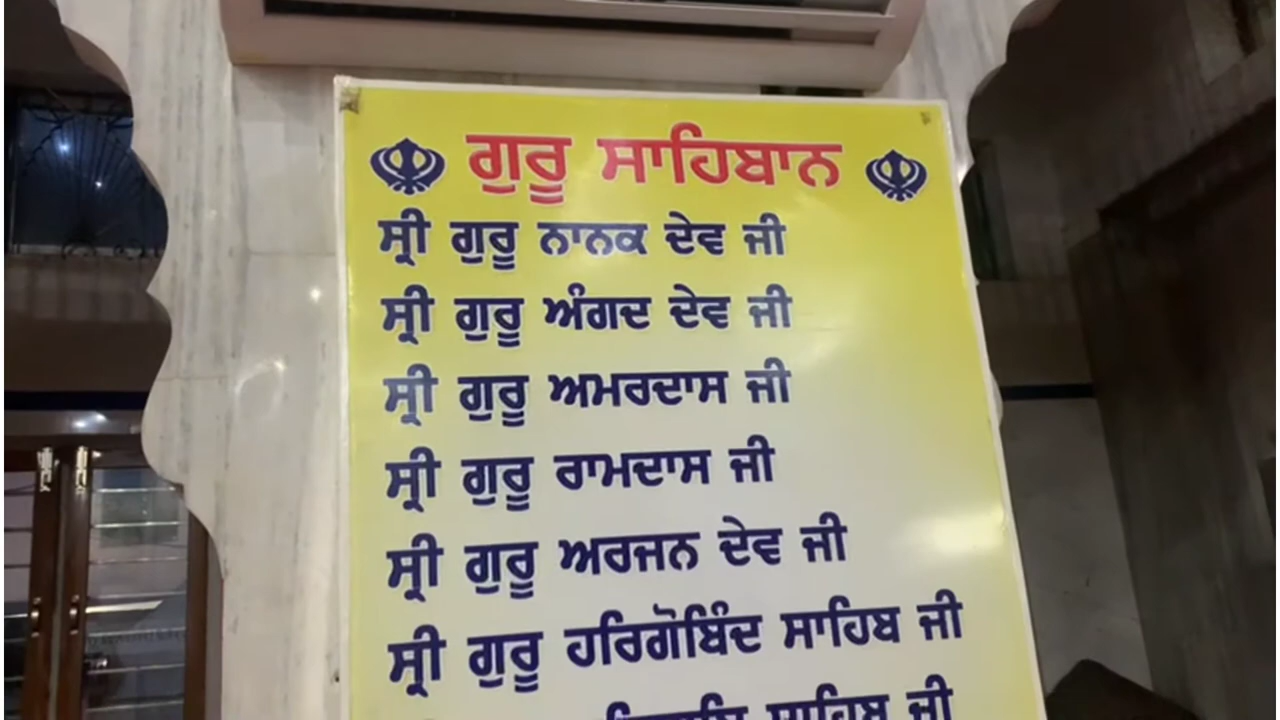 ਗੁਰੂ ਸਾਹਿਬਾਨ
ਸ੍ਰੀ ਗੁਰੂ ਨਾਨਕ ਦੇਵ ਜੀ
ਸ੍ਰੀ ਗੁਰੂ ਅੰਗਦ ਦੇਵ ਜੀ
ਸ੍ਰੀ ਗੁਰੂ ਅਮਰਦਾਸ ਜੀ
ਸ੍ਰੀ ਗੁਰੂ ਰਾਮਦਾਸ ਜੀ
ਸ੍ਰੀ ਗੁਰੂ ਅਰਜਨ ਦੇਵ ਜੀ
ਸ੍ਰੀ ਗੁਰੂ ਹਰਿਗੋਬਿੰਦ ਸਾਹਿਬ ਜੀ
ਸਾਹਿਬ ਜੀ